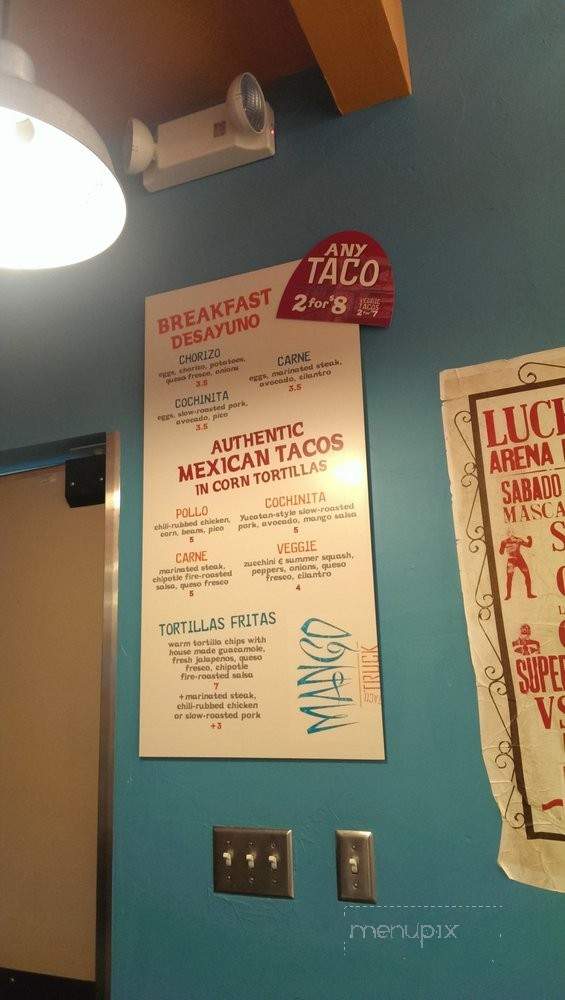 ANY
TACO
2 for $8
VEGGIE
TACOS
2 for 7
BREAKFAST
DESAYUNO
CHORIZO
eggs, chorizo, potatoes,
queso fresco, onions
3.5
CARNE
eggs, marinated steak,
avocado, cilantro
3.5
COCHINITA
eggs, slow-roasted pork,
avocado, pico
3.5
AUTHENTIC
MEXICAN TACOS
IN CORN TORTILLAS
POLLO
chili-rubbed chicken,
corn, beans, pico
5
COCHINITA
Yucatan-style slow-roasted
pork, avocado, mango salsa
5
CARNE
marinated steak,
chipotle fire-roasted
salsa, queso fresco
5
VEGGIE
zucchini & summer squash,
peppers, onions, queso
fresco, cilantro
4
TORTILLAS FRITAS
warm tortilla chips with
house made guacamole,
fresh jalapenos, queso
fresco, chipotle
fire-roasted salsa
7
+marinated steak,
chili-rubbed chicken
or slow-roasted pork
+3
MANGO
TRUCK
LUCH
ARENA
SABADO
MASCA
S
SUPER
VS
menupix